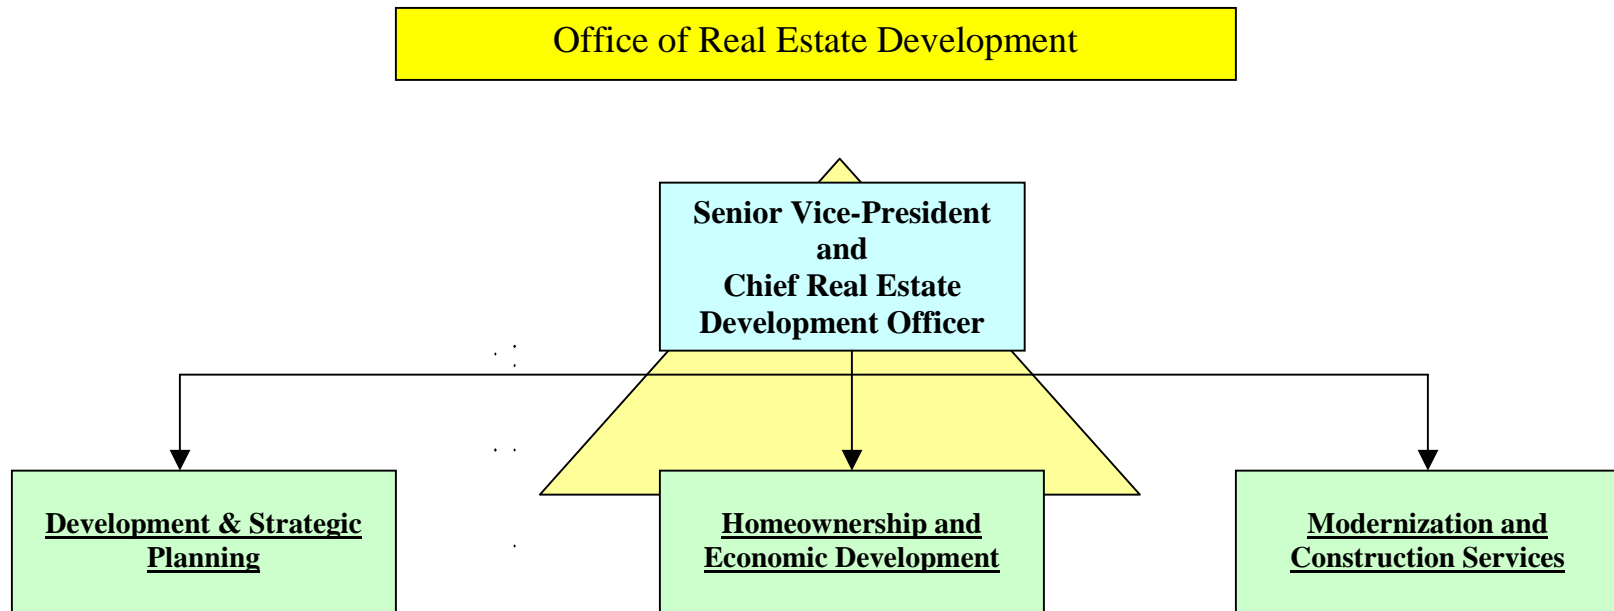 Office of Real Estate Development
Senior Vice-President
and
Chief Real Estate
Development Officer
Development & Strategic
Planning
Homeownership and
Economic Development
Modernization and
Construction Services